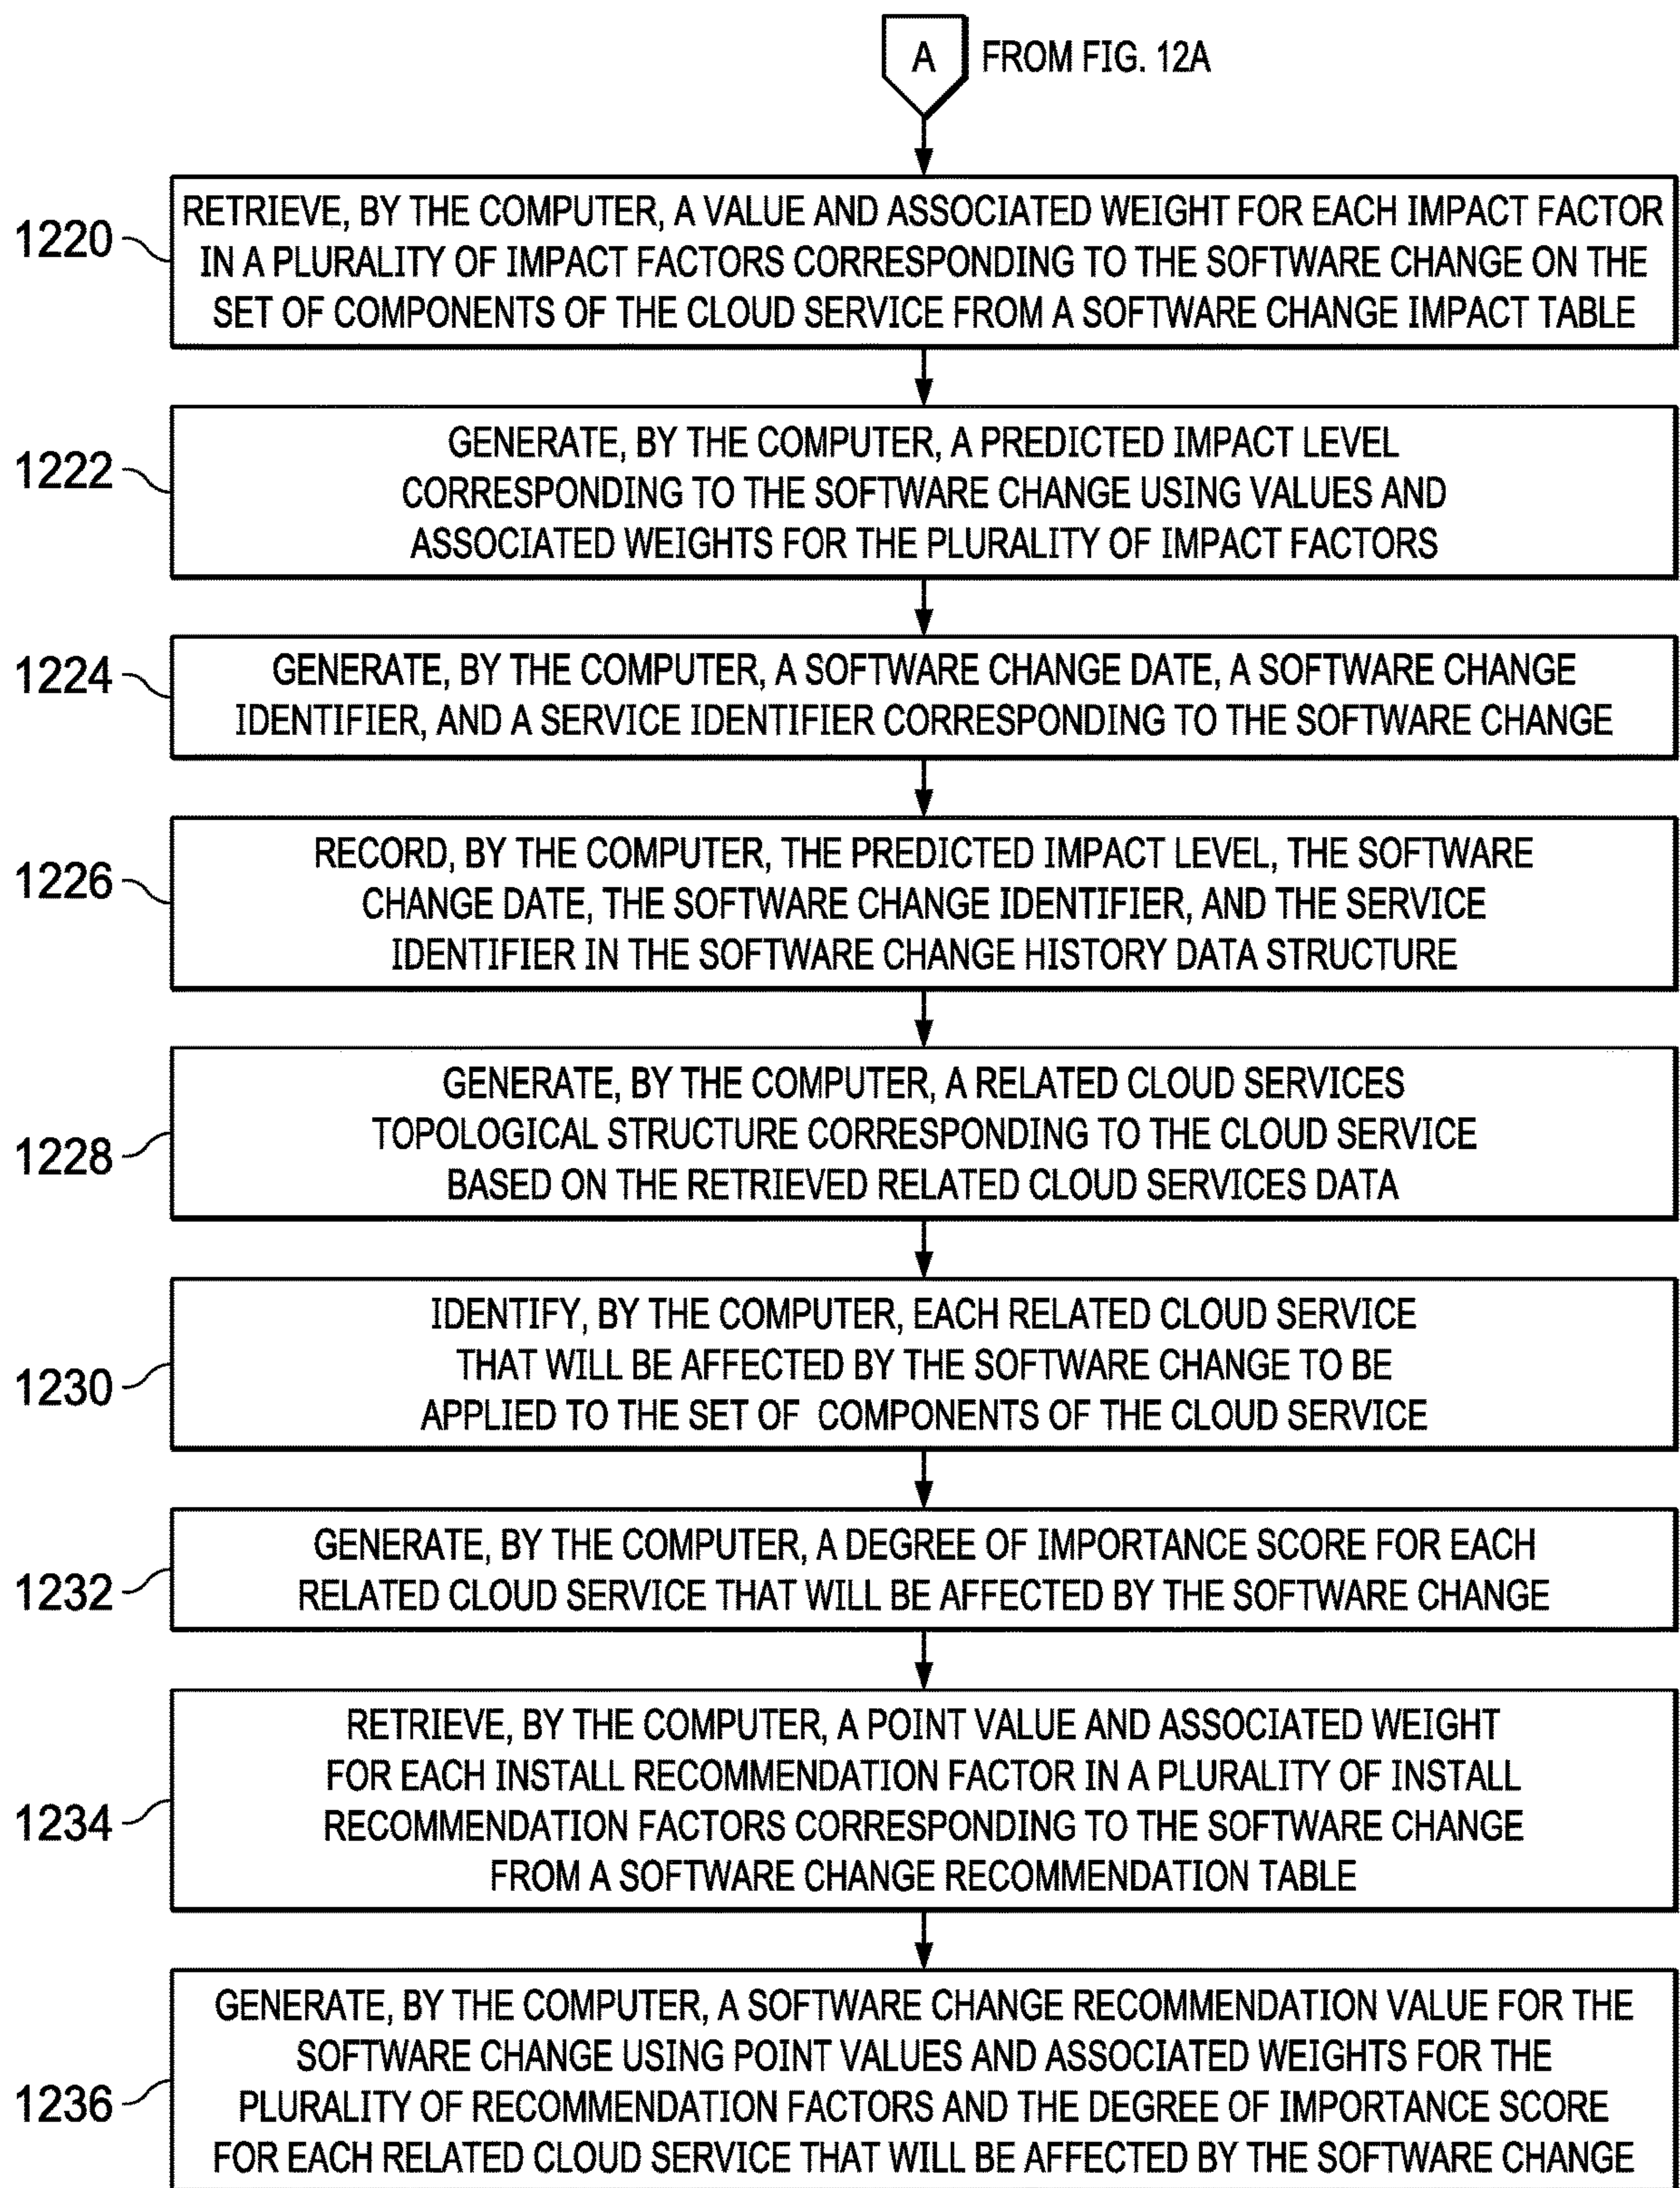 A FROM FIG. 12A
1220
RETRIEVE, BY THE COMPUTER, A VALUE AND ASSOCIATED WEIGHT FOR EACH IMPACT FACTOR
IN A PLURALITY OF IMPACT FACTORS CORRESPONDING TO THE SOFTWARE CHANGE ON THE
SET OF COMPONENTS OF THE CLOUD SERVICE FROM A SOFTWARE CHANGE IMPACT TABLE
1222
GENERATE, BY THE COMPUTER, A PREDICTED IMPACT LEVEL
CORRESPONDING TO THE SOFTWARE CHANGE USING VALUES AND
ASSOCIATED WEIGHTS FOR THE PLURALITY OF IMPACT FACTORS
1224
GENERATE, BY THE COMPUTER, A SOFTWARE CHANGE DATE, A SOFTWARE CHANGE
IDENTIFIER, AND A SERVICE IDENTIFIER CORRESPONDING TO THE SOFTWARE CHANGE
1226
RECORD, BY THE COMPUTER, THE PREDICTED IMPACT LEVEL, THE SOFTWARE
CHANGE DATE, THE SOFTWARE CHANGE IDENTIFIER, AND THE SERVICE
IDENTIFIER IN THE SOFTWARE CHANGE HISTORY DATA STRUCTURE
1228
GENERATE, BY THE COMPUTER, A RELATED CLOUD SERVICES
TOPOLOGICAL STRUCTURE CORRESPONDING TO THE CLOUD SERVICE
BASED ON THE RETRIEVED RELATED CLOUD SERVICES DATA
1230
IDENTIFY, BY THE COMPUTER, EACH RELATED CLOUD SERVICE
THAT WILL BE AFFECTED BY THE SOFTWARE CHANGE TO BE
APPLIED TO THE SET OF COMPONENTS OF THE CLOUD SERVICE
1232
GENERATE, BY THE COMPUTER, A DEGREE OF IMPORTANCE SCORE FOR EACH
RELATED CLOUD SERVICE THAT WILL BE AFFECTED BY THE SOFTWARE CHANGE
1234
RETRIEVE, BY THE COMPUTER, A POINT VALUE AND ASSOCIATED WEIGHT
FOR EACH INSTALL RECOMMENDATION FACTOR IN A PLURALITY OF INSTALL
RECOMMENDATION FACTORS CORRESPONDING TO THE SOFTWARE CHANGE
FROM A SOFTWARE CHANGE RECOMMENDATION TABLE
1236
GENERATE, BY THE COMPUTER, A SOFTWARE CHANGE RECOMMENDATION VALUE FOR THE
SOFTWARE CHANGE USING POINT VALUES AND ASSOCIATED WEIGHTS FOR THE
PLURALITY OF RECOMMENDATION FACTORS AND THE DEGREE OF IMPORTANCE SCORE
FOR EACH RELATED CLOUD SERVICE THAT WILL BE AFFECTED BY THE SOFTWARE CHANGE